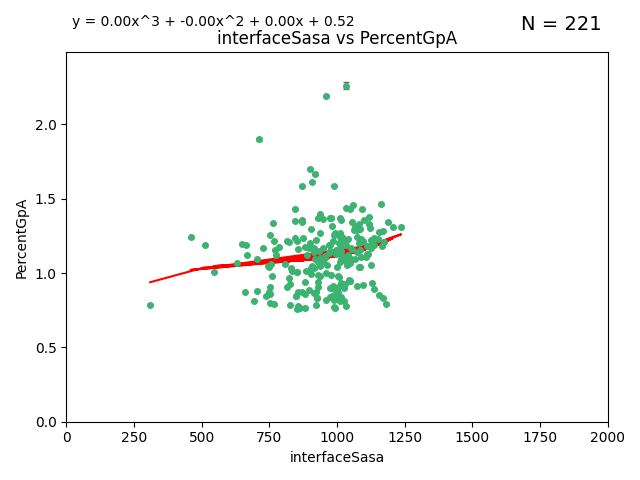 y = 0.00x^3 + -0.00x^2 + 0.00x + 0.52
N = 221
interfaceSasa vs PercentGpA
PercentGpA
2.0
1.5
1.0
0.5
0.0
0 250 500 750 1000 1250 1500 1750 2000
interfaceSasa